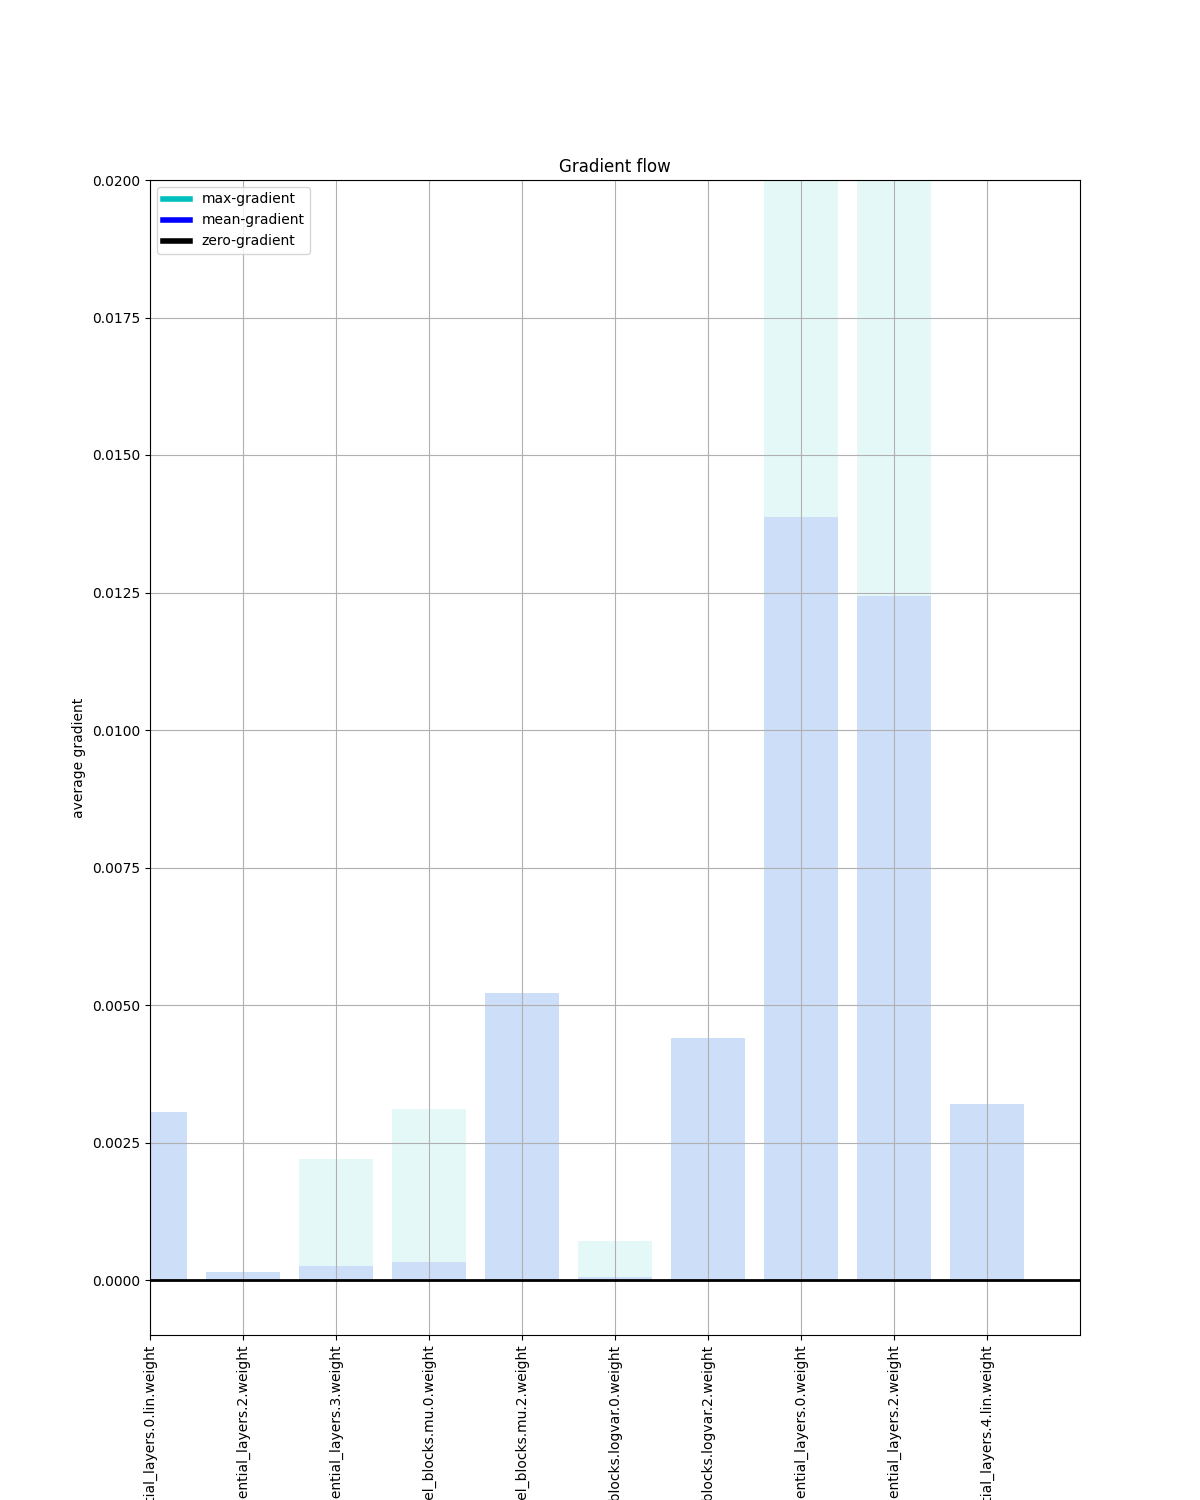 Gradient flow
max-gradient
mean-gradient
zero-gradient
0.0200
0.0175
0.0150
0.0125
0.0100
0.0075
0.0050
0.0025
0.0000
average gradient
tial_layers.0.lin.weight
ential_layers.2.weight
ential_layers.3.weight
el_blocks.mu.0.weight
el_blocks.mu.2.weight
blocks.logvar.0.weight
blocks.logvar.2.weight
ential_layers.0.weight
ential_layers.2.weight
tial_layers.4.lin.weight